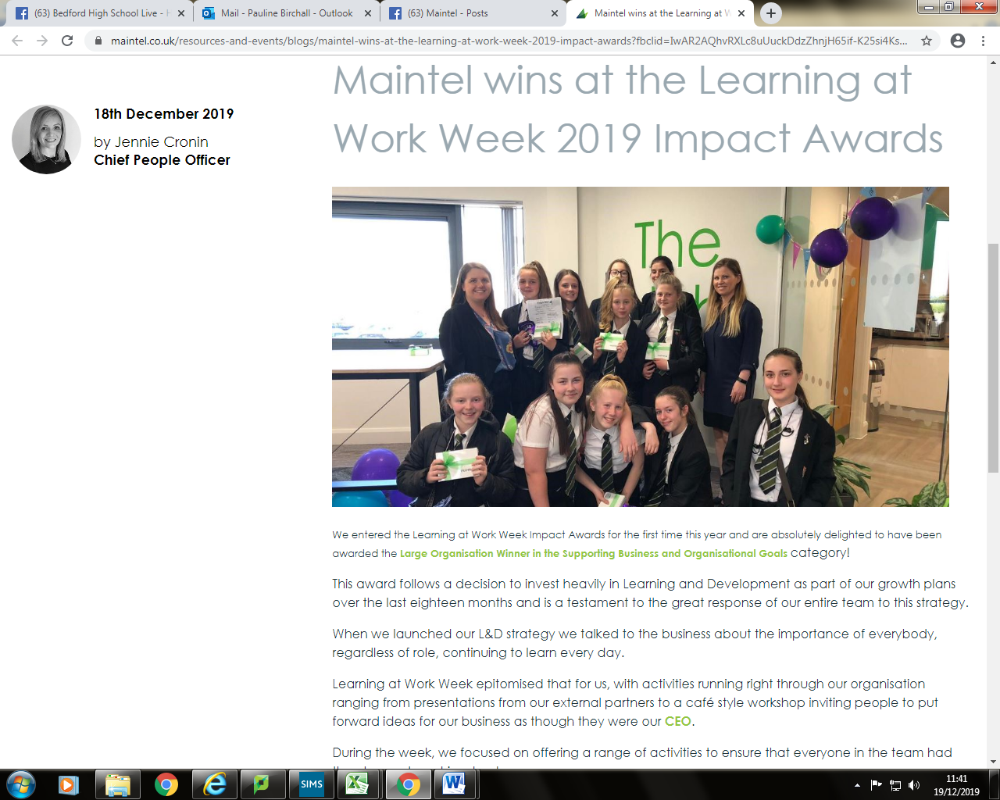 (63) Bedford High School Live - H
Mail - Pauline Birchall - Outlook
(63) Maintel - Posts
Maintel wins at the Learning at W
maintel.co.uk/resources-and-events/blogs/maintel-wins-at-the-learning-at-work-week-2019-impact-awards?fbclid=IwAR2AQhvRXLc8uUuckDdzZhnjH65if-K25si4Ks...
Maintel wins at the Learning at
Work Week 2019 Impact Awards
18th December 2019
by Jennie Cronin
Chief People Officer
The
We entered the Learning at Work Week Impact Awards for the first time this year and are absolutely delighted to have been
awarded the Large Organisation Winner in the Supporting Business and Organisational Goals category!
This award follows a decision to invest heavily in Learning and Development as part of our growth plans
over the last eighteen months and is a testament to the great response of our entire team to this strategy.
When we launched our L&D strategy we talked to the business about the importance of everybody,
regardless of role, continuing to learn every day.
Learning at Work Week epitomised that for us, with activities running right through our organisation
ranging from presentations from our external partners to a café style workshop inviting people to put
forward ideas for our business as though they were our CEO.
During the week, we focused on offering a range of activities to ensure that everyone in the team had
SIMS
11:41
19/12/2019